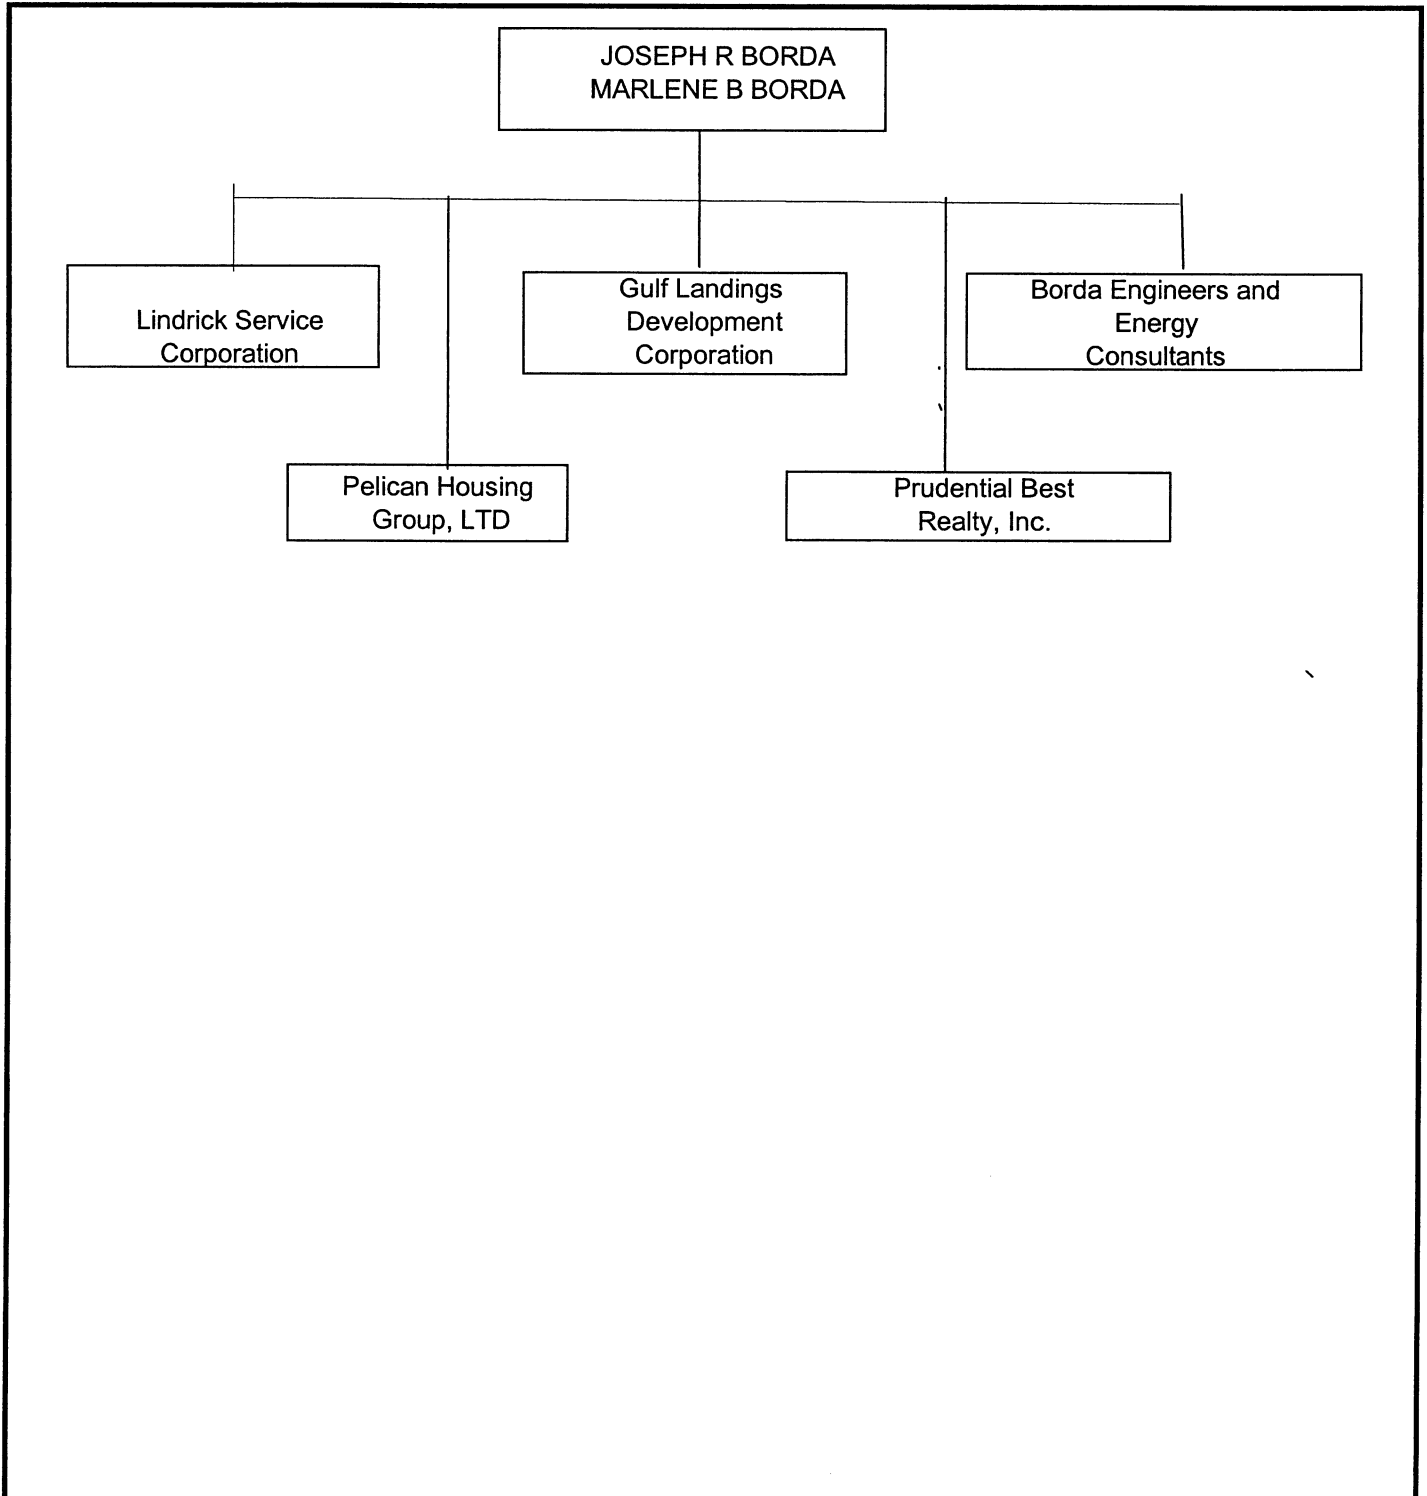 JOSEPH R BORDA
MARLENE B BORDA
Lindrick Service
Corporation
Gulf Landings
Development
Corporation
Borda Engineers and
Energy
Consultants
Pelican Housing
Group, LTD
Prudential Best
Realty, Inc.